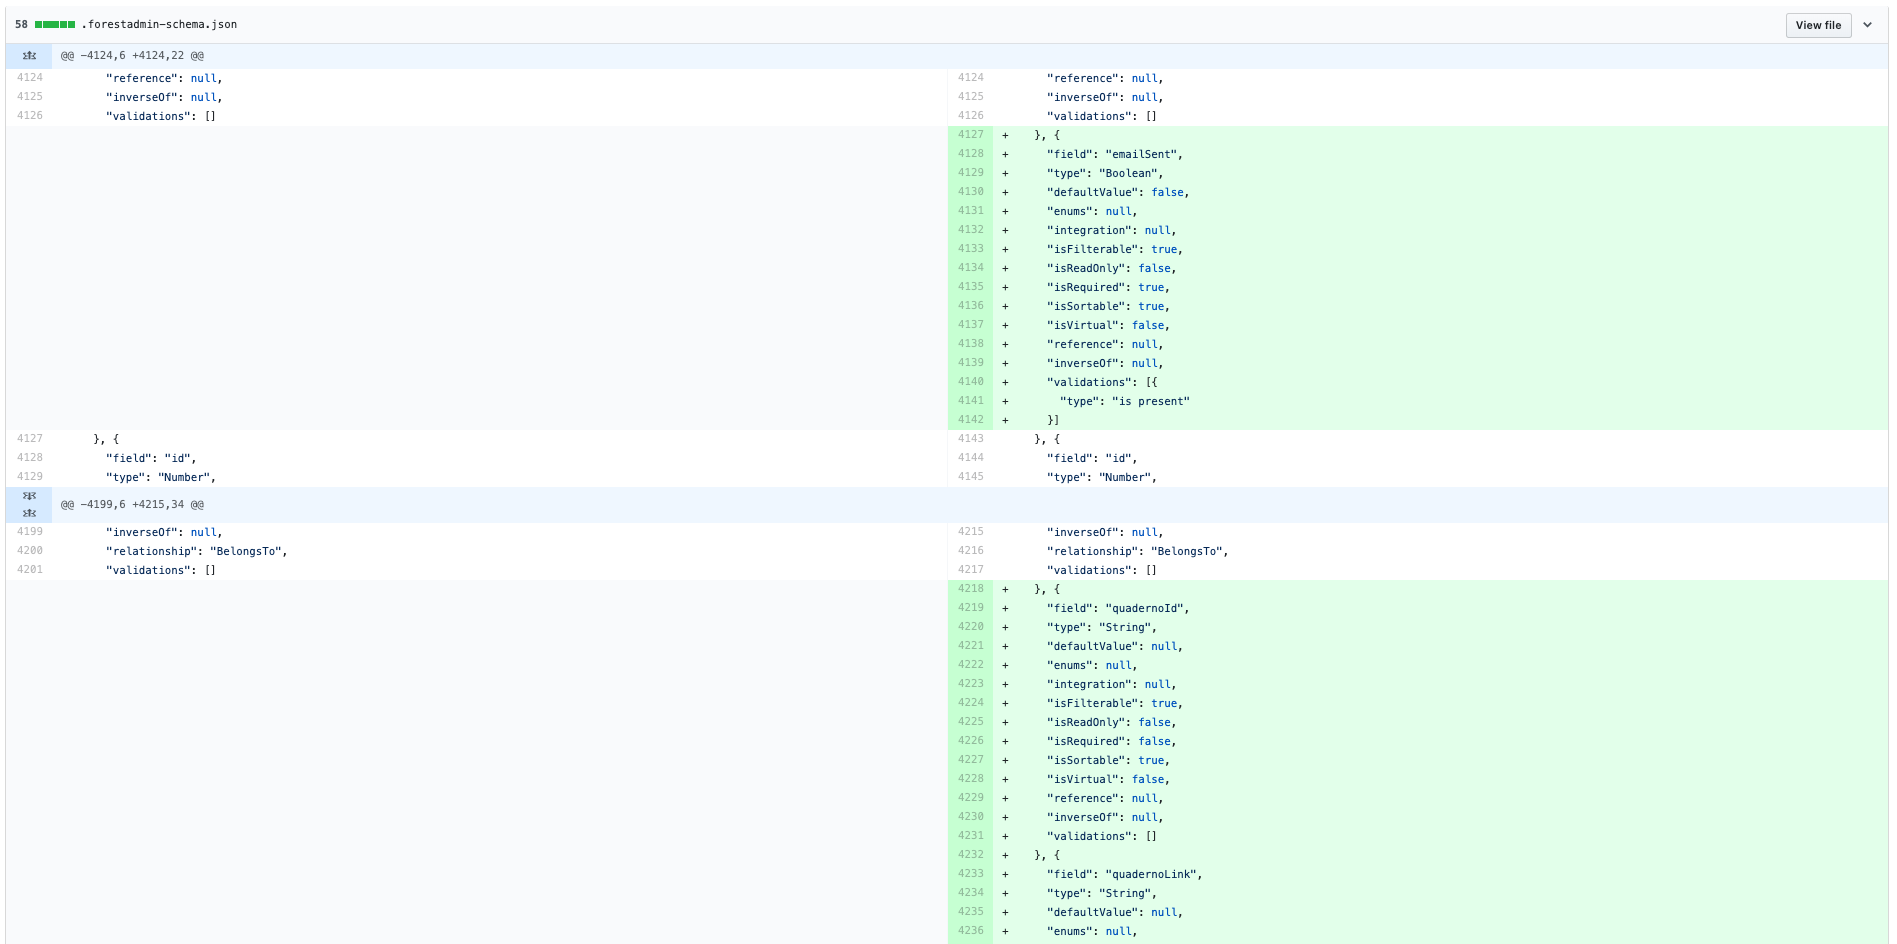 58 .forestadmin-schema.json View file
@@ -4124,6 +4124,22 @@
4124 "reference": null, 4124 "reference": null,
4125 "inverseOf": null, 4125 "inverseOf": null,
4126 "validations": [] 4126 "validations": []
4127 + }, {
4128 + "field": "emailSent",
4129 + "type": "Boolean",
4130 + "defaultValue": false,
4131 + "enums": null,
4132 + "integration": null,
4133 + "isFilterable": true,
4134 + "isReadOnly": false,
4135 + "isRequired": true,
4136 + "isSortable": true,
4137 + "isVirtual": false,
4138 + "reference": null,
4139 + "inverseOf": null,
4140 + "validations": [{
4141 + "type": "is present"
4142 + }]
4127 }, { 4143 }, {
4128 "field": "id", 4144 "field": "id",
4129 "type": "Number", 4145 "type": "Number",
@@ -4199,6 +4215,34 @@
4199 "inverseOf": null, 4215 "inverseOf": null,
4200 "relationship": "BelongsTo", 4216 "relationship": "BelongsTo",
4201 "validations": [] 4217 "validations": []
4218 + }, {
4219 + "field": "quadernoId",
4220 + "type": "String",
4221 + "defaultValue": null,
4222 + "enums": null,
4223 + "integration": null,
4224 + "isFilterable": true,
4225 + "isReadOnly": false,
4226 + "isRequired": false,
4227 + "isSortable": true,
4228 + "isVirtual": false,
4229 + "reference": null,
4230 + "inverseOf": null,
4231 + "validations": []
4232 + }, {
4233 + "field": "quadernoLink",
4234 + "type": "String",
4235 + "defaultValue": null,
4236 + "enums": null,